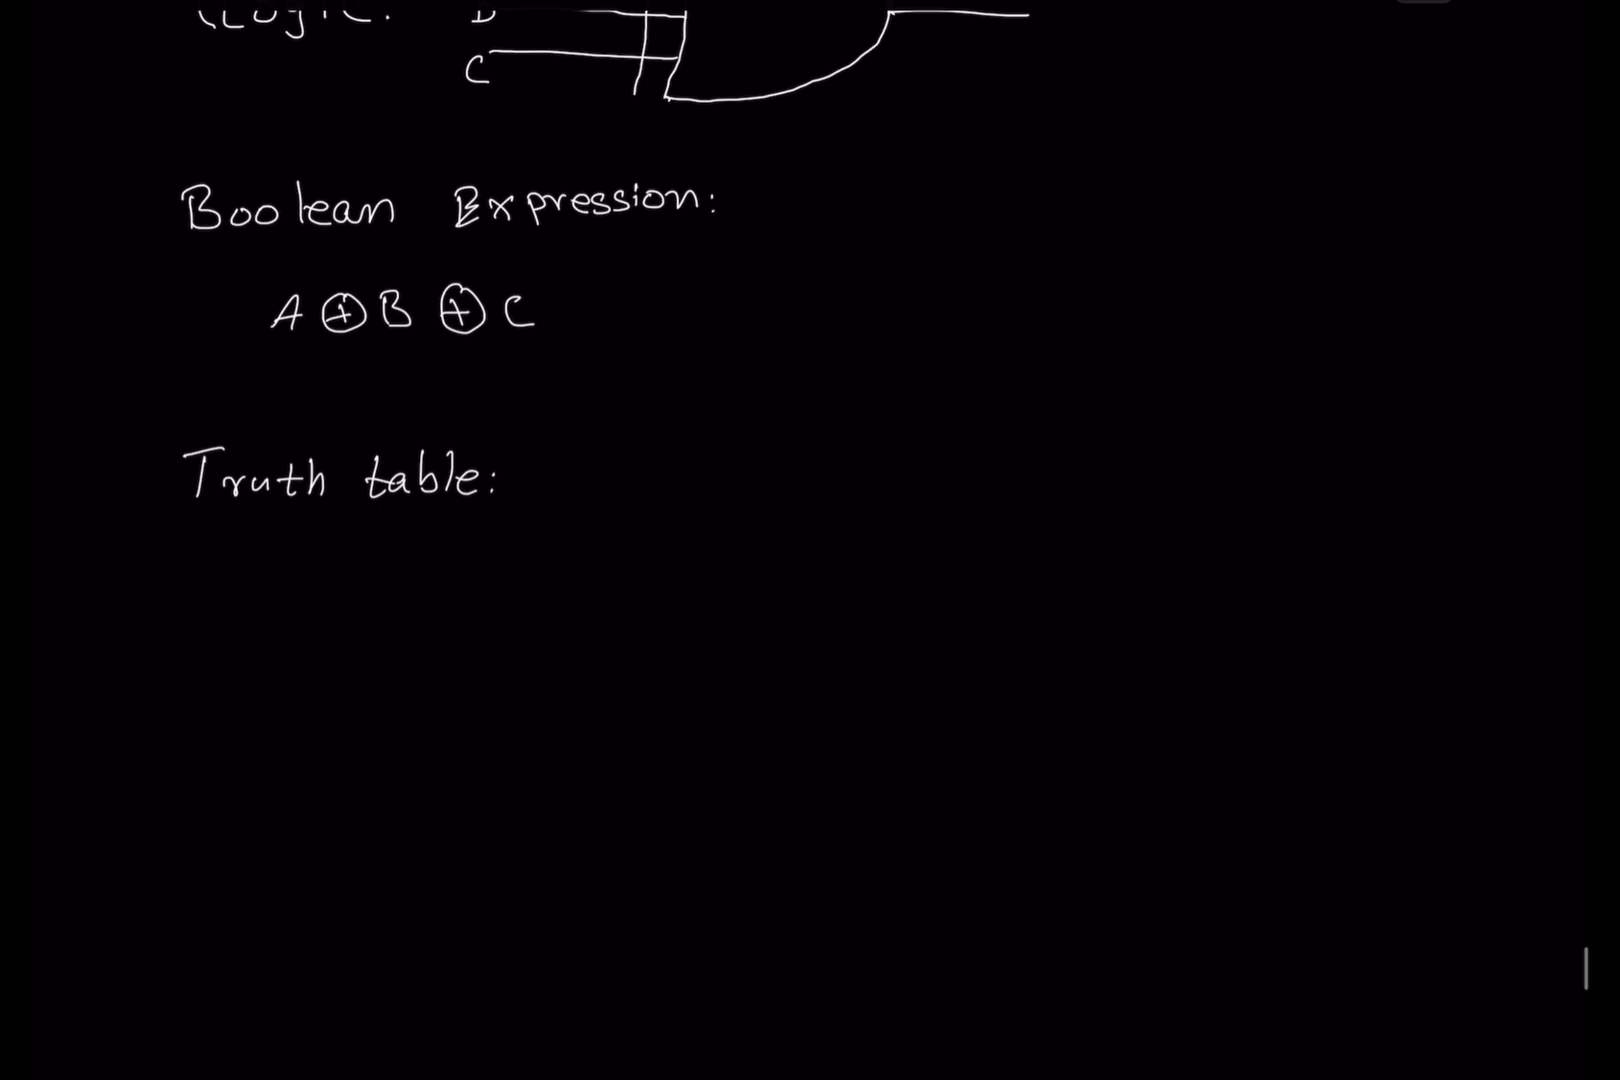 C
Boolean Expression:
A ⊕ B ⊕ C
Truth table: